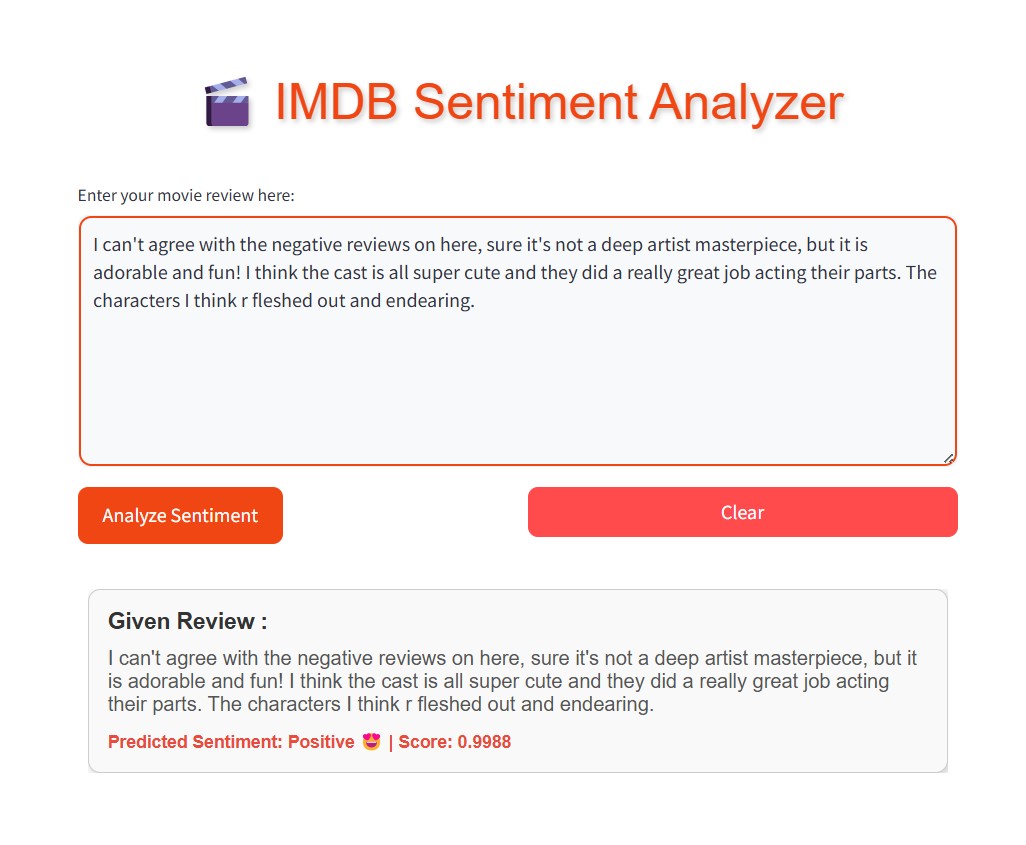 🎬 IMDB Sentiment Analyzer
Enter your movie review here:
I can't agree with the negative reviews on here, sure it's not a deep artist masterpiece, but it is
adorable and fun! I think the cast is all super cute and they did a really great job acting their parts. The
characters I think r fleshed out and endearing.
Analyze Sentiment
Clear
Given Review :
I can't agree with the negative reviews on here, sure it's not a deep artist masterpiece, but it
is adorable and fun! I think the cast is all super cute and they did a really great job acting
their parts. The characters I think r fleshed out and endearing.
Predicted Sentiment: Positive 😍 | Score: 0.9988